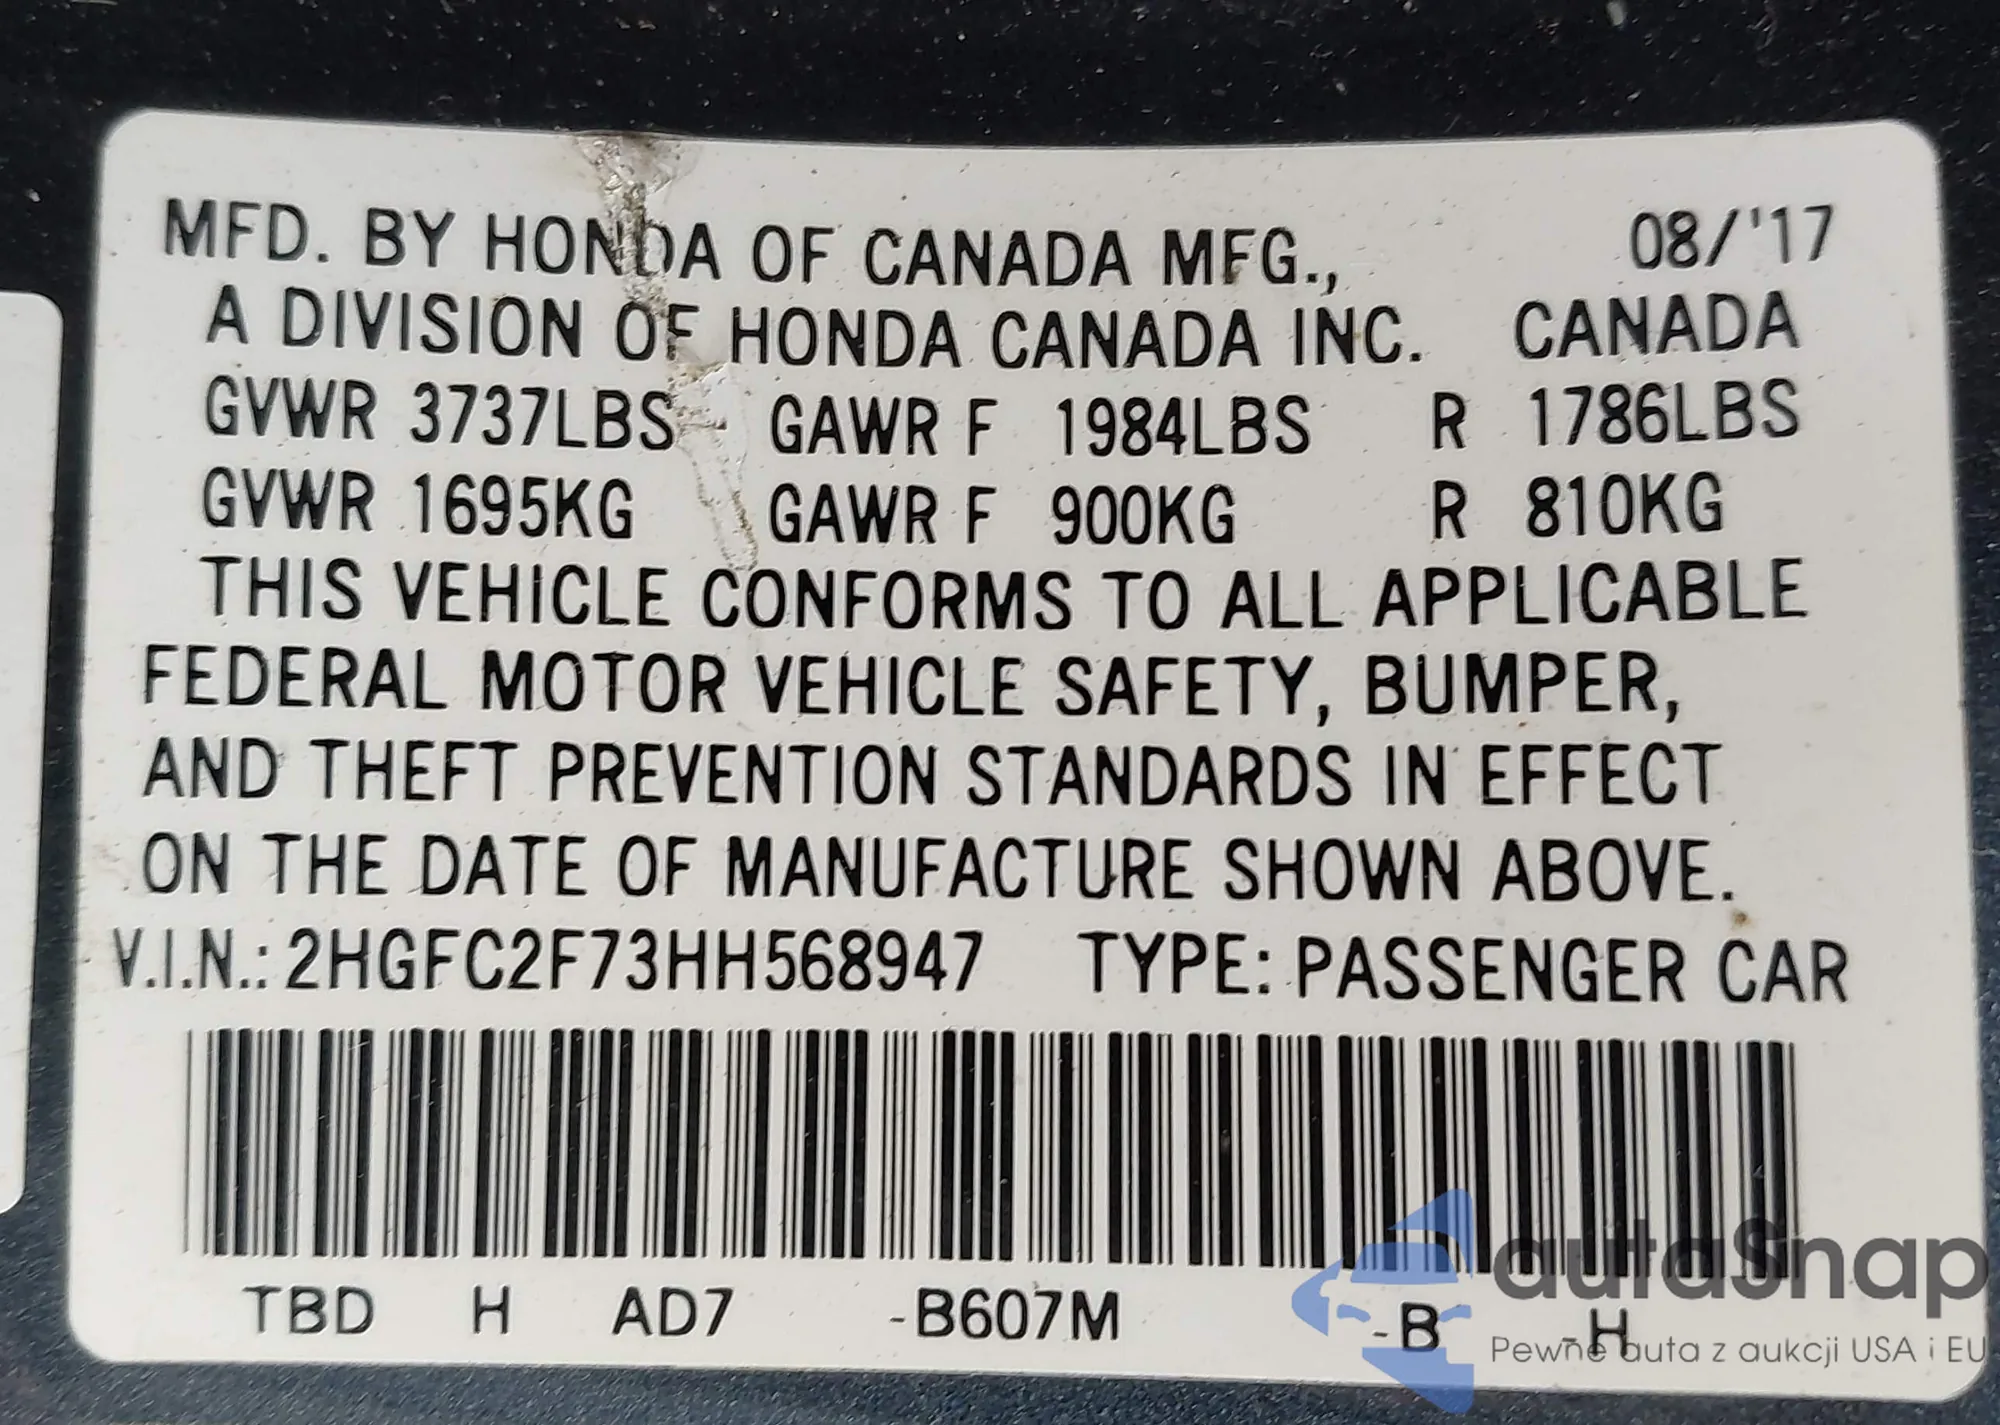 MFD. BY HONDA OF CANADA MFG., 08/'17
A DIVISION OF HONDA CANADA INC. CANADA
GVWR 3737LBS GAWR F 1984LBS R 1786LBS
GVWR 1695KG GAWR F 900KG R 810KG
THIS VEHICLE CONFORMS TO ALL APPLICABLE
FEDERAL MOTOR VEHICLE SAFETY, BUMPER,
AND THEFT PREVENTION STANDARDS IN EFFECT
ON THE DATE OF MANUFACTURE SHOWN ABOVE.
V.I.N.: 2HGFC2F73HH568947 TYPE: PASSENGER CAR
TBD H AD7 -B607M -B -H
autaSnap
Pewne auta z aukcji USA i EU